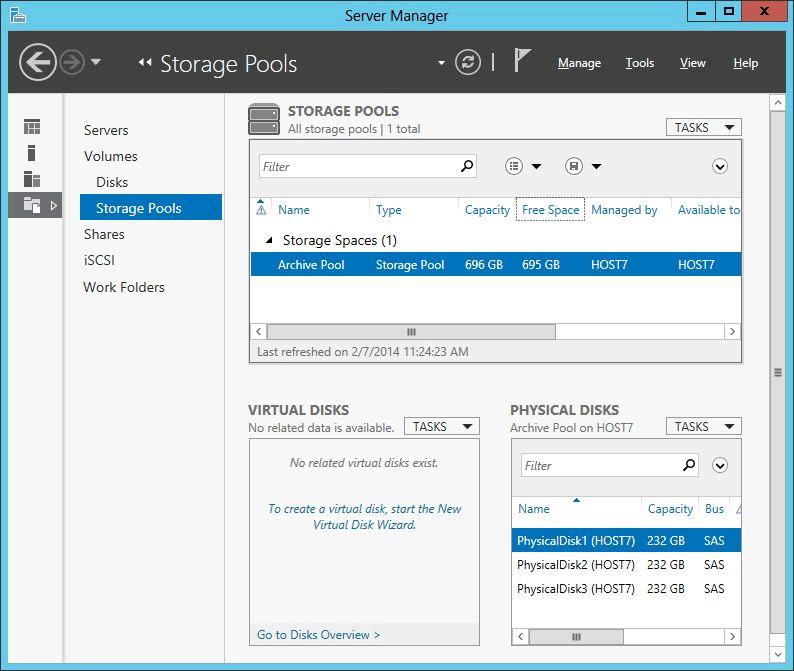 Server Manager
Storage Pools
Manage Tools View Help
Servers
Volumes
Disks
Storage Pools
Shares
iSCSI
Work Folders
STORAGE POOLS
All storage pools | 1 total
TASKS
Filter
Name Type Capacity Free Space Managed by Available to
Storage Spaces (1)
Archive Pool Storage Pool 696 GB 695 GB HOST7 HOST7
Last refreshed on 2/7/2014 11:24:23 AM
VIRTUAL DISKS
No related data is available.
TASKS
No related virtual disks exist.
To create a virtual disk, start the New
Virtual Disk Wizard.
Go to Disks Overview >
PHYSICAL DISKS
Archive Pool on HOST7
TASKS
Filter
Name Capacity Bus
PhysicalDisk1 (HOST7) 232 GB SAS
PhysicalDisk2 (HOST7) 232 GB SAS
PhysicalDisk3 (HOST7) 232 GB SAS